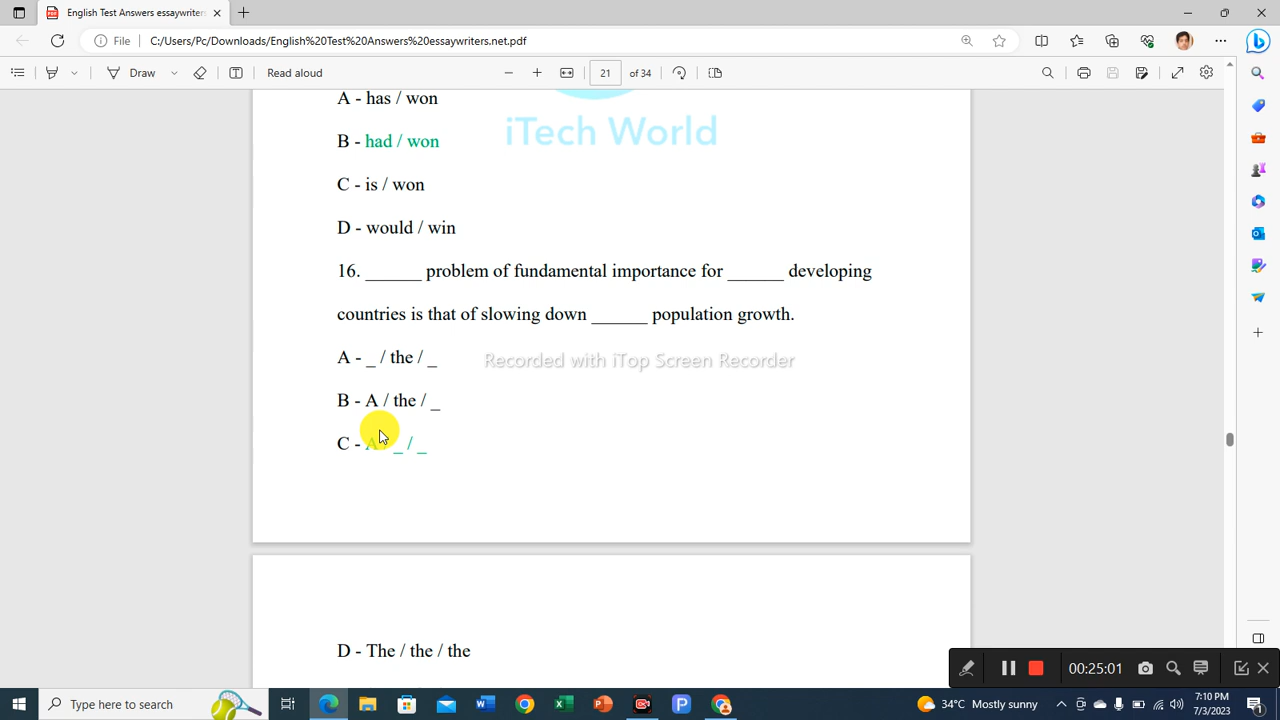 English Test Answers essaywriters
File
C:/Users/Pc/Downloads/English%20Test%20Answers%20essaywriters.net.pdf
Draw
Read aloud
21 of 34
A - has / won
iTech World
B - had / won
C - is / won
D - would / win
16. ______ problem of fundamental importance for ______ developing
countries is that of slowing down ______ population growth.
A - _ / the / _
Recorded with iTop Screen Recorder
B - A / the / _
C - A / _ / _
D - The / the / the
00:25:01
Type here to search
34°C Mostly sunny
7:10 PM
7/3/2023